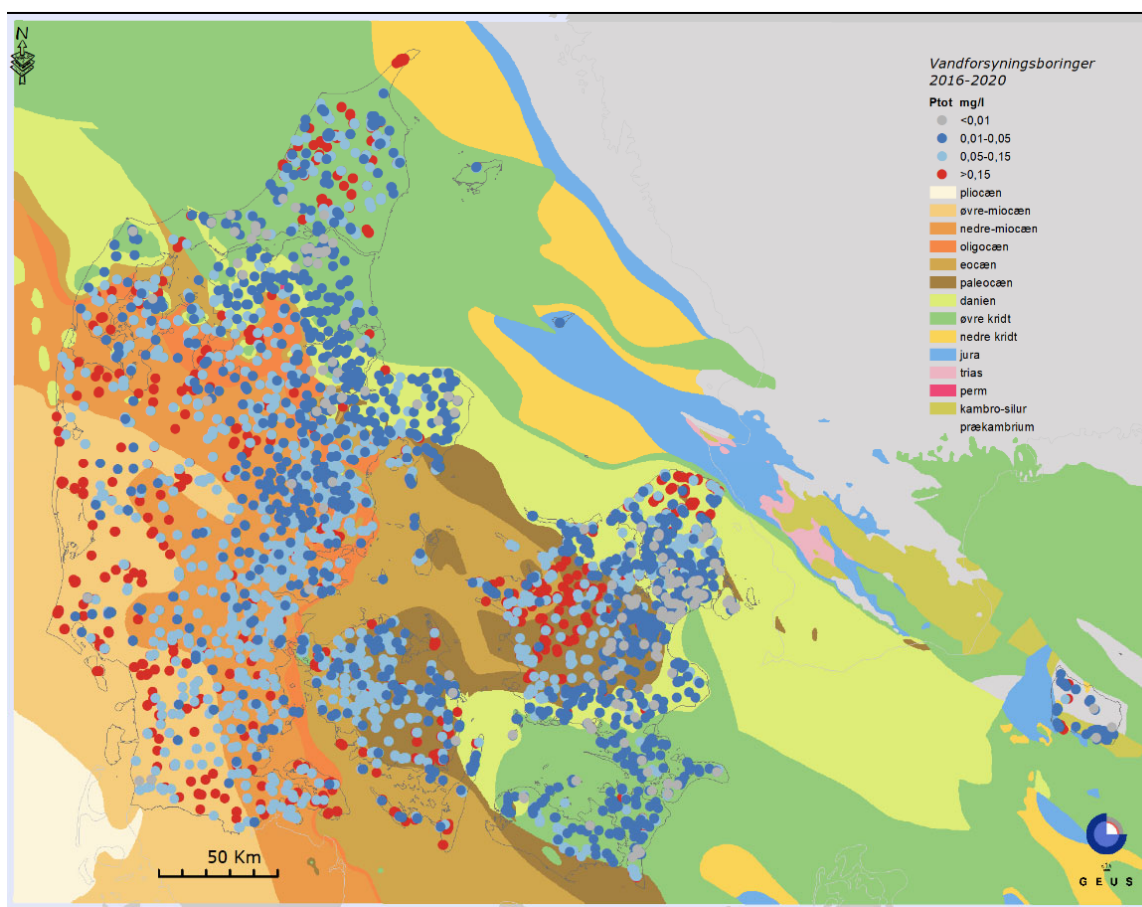 N
Vandforsyningsboringer
2016-2020
Ptot mg/l
<0,01
0,01-0,05
0,05-0,15
>0,15
pliocæn
øvre-miocæn
nedre-miocæn
oligocæn
eocæn
paleocæn
danien
øvre kridt
nedre kridt
jura
trias
perm
kambro-silur
prækambrium
50 Km
G E U S